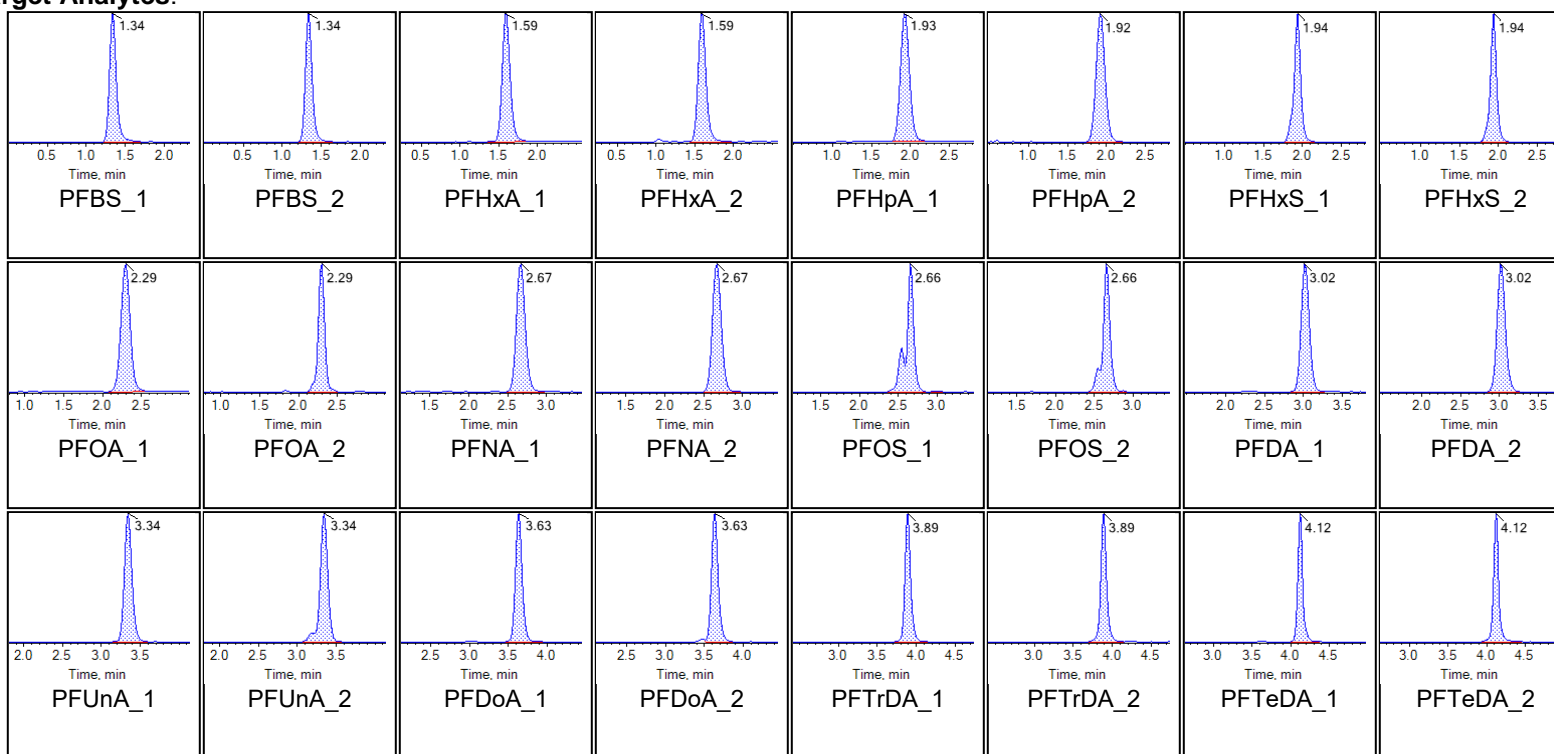 arget Analytes:
1.34 1.34 1.59 1.59 1.93 1.92 1.94 1.94
0.5 1.0 1.5 2.0 0.5 1.0 1.5 2.0 0.5 1.0 1.5 2.0 0.5 1.0 1.5 2.0 1.0 1.5 2.0 2.5 1.0 1.5 2.0 2.5 1.0 1.5 2.0 2.5 1.0 1.5 2.0 2.5
Time, min Time, min Time, min Time, min Time, min Time, min Time, min Time, min
PFBS_1 PFBS_2 PFHxA_1 PFHxA_2 PFHpA_1 PFHpA_2 PFHxS_1 PFHxS_2
2.29 2.29 2.67 2.67 2.66 2.66 3.02 3.02
1.0 1.5 2.0 2.5 1.0 1.5 2.0 2.5 1.5 2.0 2.5 3.0 1.5 2.0 2.5 3.0 1.5 2.0 2.5 3.0 1.5 2.0 2.5 3.0 2.0 2.5 3.0 3.5 2.0 2.5 3.0 3.5
Time, min Time, min Time, min Time, min Time, min Time, min Time, min Time, min
PFOA_1 PFOA_2 PFNA_1 PFNA_2 PFOS_1 PFOS_2 PFDA_1 PFDA_2
3.34 3.34 3.63 3.63 3.89 3.89 4.12 4.12
2.0 2.5 3.0 3.5 2.0 2.5 3.0 3.5 2.5 3.0 3.5 4.0 2.5 3.0 3.5 4.0 3.0 3.5 4.0 4.5 3.0 3.5 4.0 4.5 3.0 3.5 4.0 4.5 3.0 3.5 4.0 4.5
Time, min Time, min Time, min Time, min Time, min Time, min Time, min Time, min
PFUnA_1 PFUnA_2 PFDoA_1 PFDoA_2 PFTrDA_1 PFTrDA_2 PFTeDA_1 PFTeDA_2